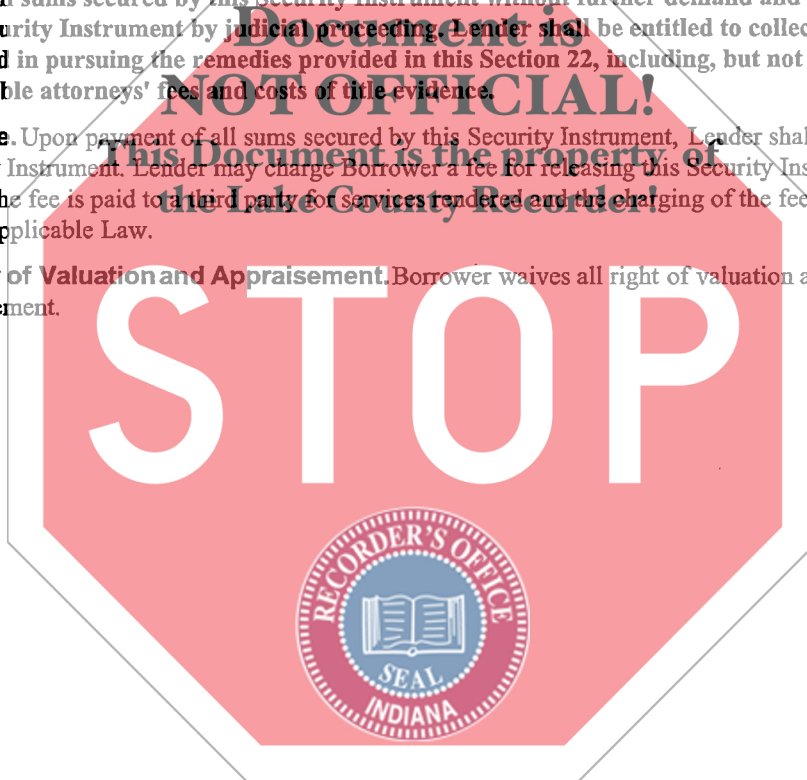 sums secured by this Security Instrument without further demand and
urity Instrument by judicial proceeding. Lender shall be entitled to collec
d in pursuing the remedies provided in this Section 22, including, but not
ble attorneys' fees and costs of title evidence.
e. Upon payment of all sums secured by this Security Instrument, Lender shal
Instrument. Lender may charge Borrower a fee for releasing this Security Ins
he fee is paid to a third party for services rendered and the charging of the fee
pplicable Law.
of Valuation and Appraisement. Borrower waives all right of valuation a
ement.
Document is
NOT OFFICIAL!
This Document is the property of
the Lake County Recorder!
STOP
RECORDER'S OFFICE
SEAL
INDIANA